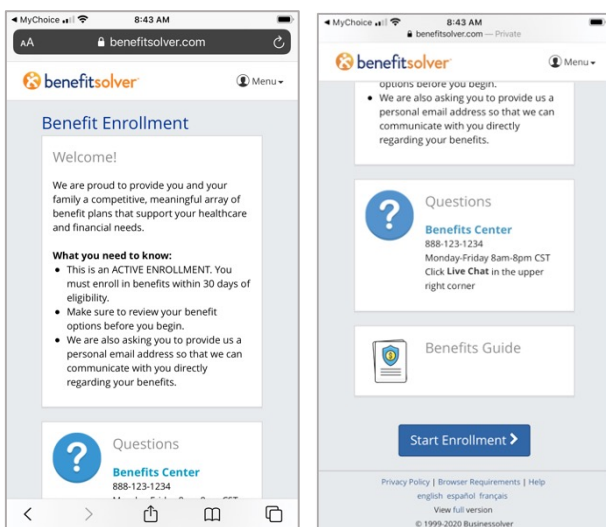 MyChoice 8:43 AM
AA benefitsolver.com
benefitsolver Menu
Benefit Enrollment
Welcome!
We are proud to provide you and your
family a competitive, meaningful array of
benefit plans that support your healthcare
and financial needs.
What you need to know:
• This is an ACTIVE ENROLLMENT. You
must enroll in benefits within 30 days of
eligibility.
• Make sure to review your benefit
options before you begin.
• We are also asking you to provide us a
personal email address so that we can
communicate with you directly
regarding your benefits.
Questions
Benefits Center
888-123-1234
MyChoice 8:43 AM
benefitsolver.com — Private
benefitsolver Menu
options before you begin.
• We are also asking you to provide us a
personal email address so that we can
communicate with you directly
regarding your benefits.
Questions
Benefits Center
888-123-1234
Monday-Friday 8am-8pm CST
Click Live Chat in the upper
right corner
Benefits Guide
Start Enrollment
Privacy Policy | Browser Requirements | Help
english español français
View full version
© 1999-2020 Businessolver